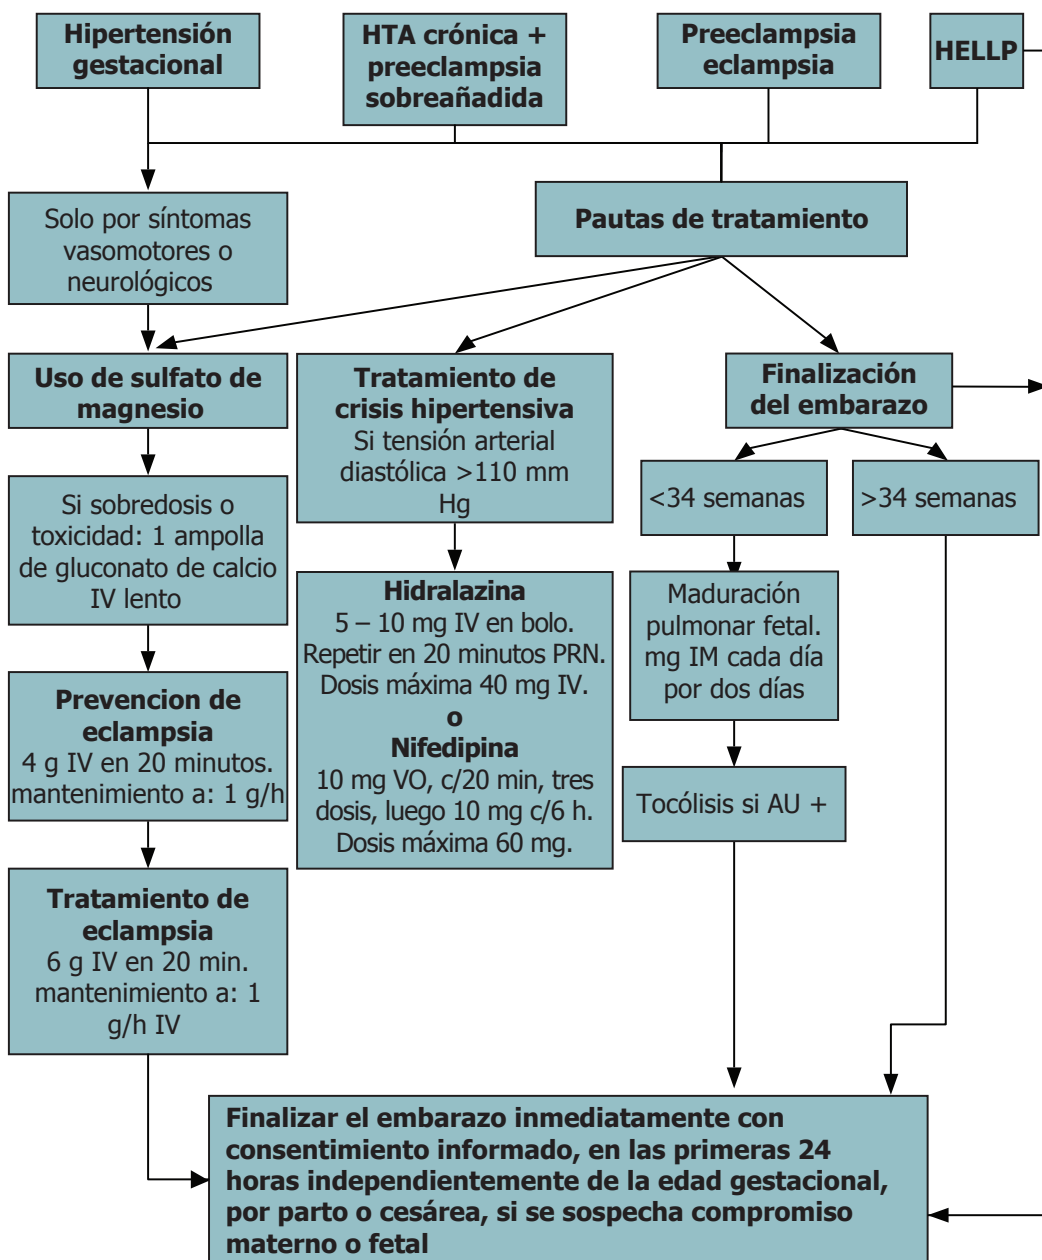 Hipertensión
gestacional
HTA crónica +
preeclampsia
sobreañadida
Preeclampsia
eclampsia
HELLP
Solo por síntomas
vasomotores o
neurológicos
Pautas de tratamiento
Uso de sulfato de
magnesio
Tratamiento de
crisis hipertensiva
Si tensión arterial
diastólica >110 mm
Hg
Finalización
del embarazo
Si sobredosis o
toxicidad: 1 ampolla
de gluconato de calcio
IV lento
<34 semanas
>34 semanas
Hidralazina
5 – 10 mg IV en bolo.
Repetir en 20 minutos PRN.
Dosis máxima 40 mg IV.
o
Nifedipina
10 mg VO, c/20 min, tres
dosis, luego 10 mg c/6 h.
Dosis máxima 60 mg.
Maduración
pulmonar fetal.
mg IM cada día
por dos días
Prevencion de
eclampsia
4 g IV en 20 minutos.
mantenimiento a: 1 g/h
Tocólisis si AU +
Tratamiento de
eclampsia
6 g IV en 20 min.
mantenimiento a: 1
g/h IV
Finalizar el embarazo inmediatamente con
consentimiento informado, en las primeras 24
horas independientemente de la edad gestacional,
por parto o cesárea, si se sospecha compromiso
materno o fetal